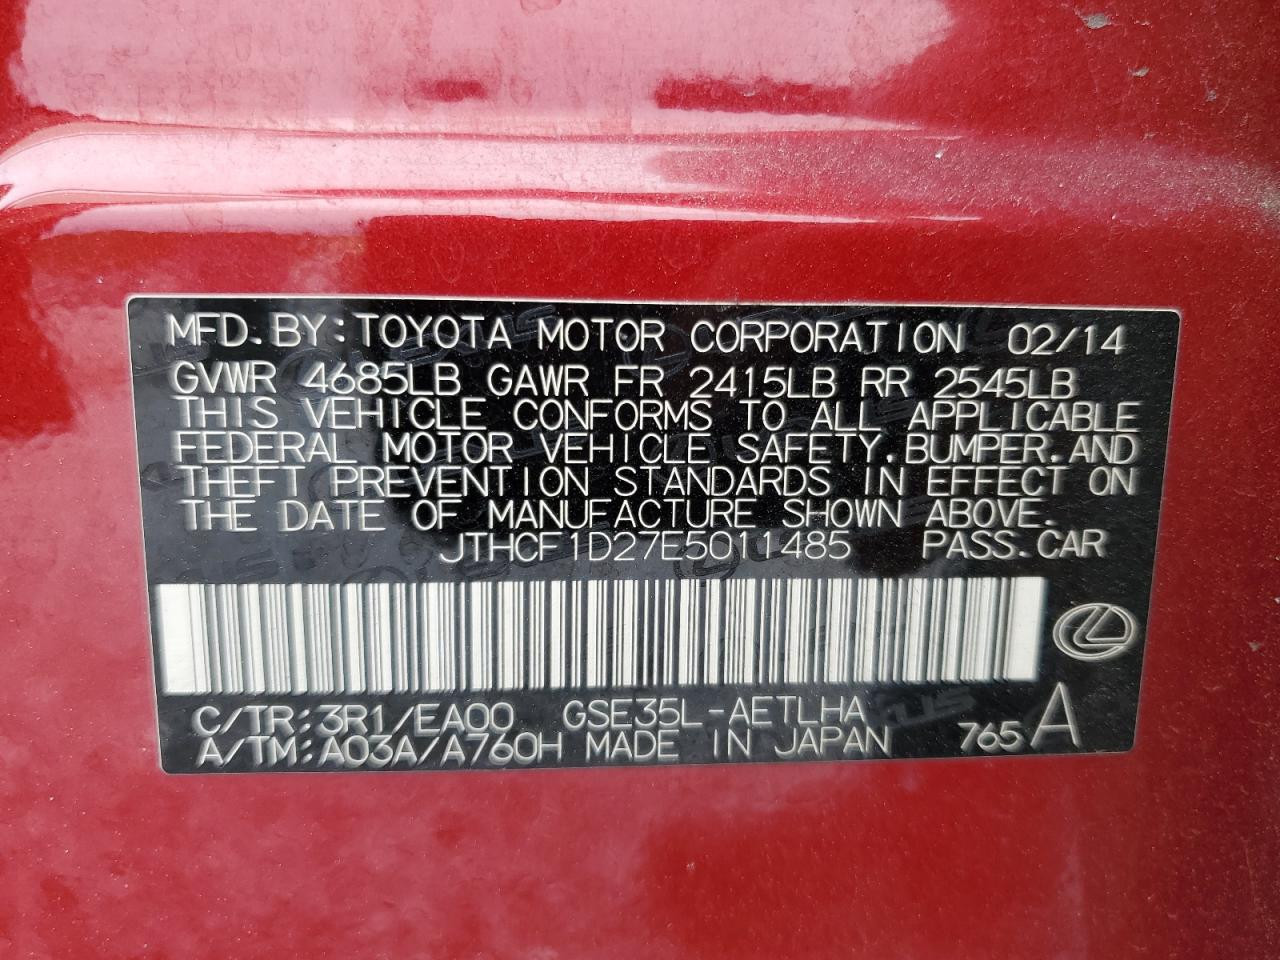 MFD. BY: TOYOTA MOTOR CORPORATION 02/14
GVWR 4685LB GAWR FR 2415LB RR 2545LB
THIS VEHICLE CONFORMS TO ALL APPLICABLE
FEDERAL MOTOR VEHICLE SAFETY, BUMPER, AND
THEFT PREVENTION STANDARDS IN EFFECT ON
THE DATE OF MANUFACTURE SHOWN ABOVE.
JTHCF1D27E5011485 PASS. CAR
C/TR: 3R1/EA00 GSE35L-AETLHA
A/TM: A03A/A760H MADE IN JAPAN 765 A